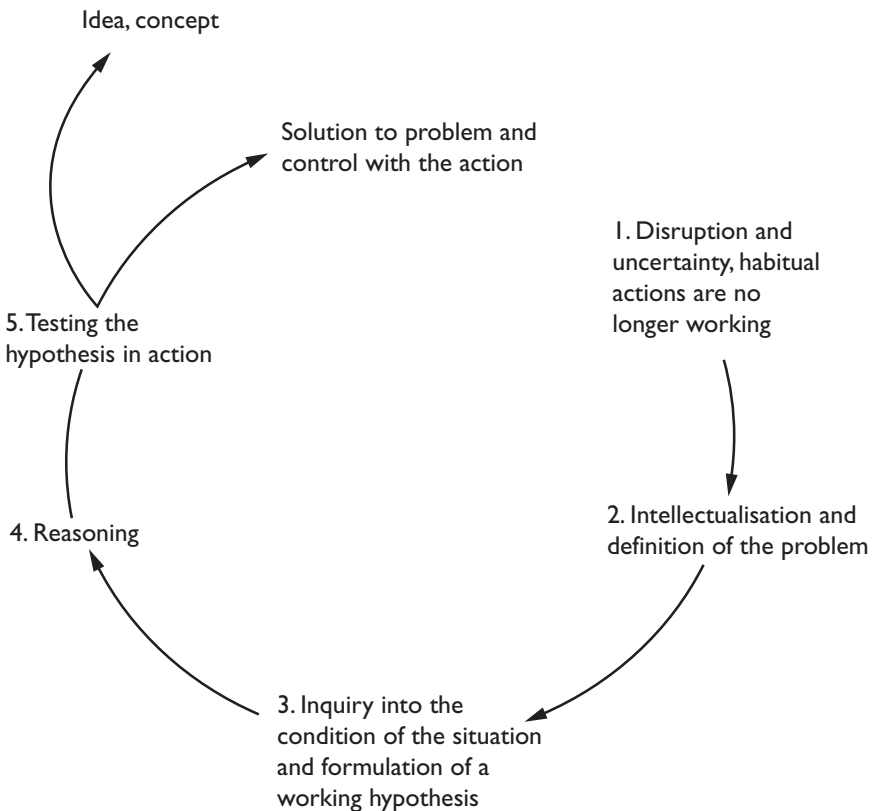 Idea, concept
Solution to problem and
control with the action
1. Disruption and
uncertainty, habitual
actions are no
longer working
2. Intellectualisation and
definition of the problem
3. Inquiry into the
condition of the situation
and formulation of a
working hypothesis
4. Reasoning
5. Testing the
hypothesis in action